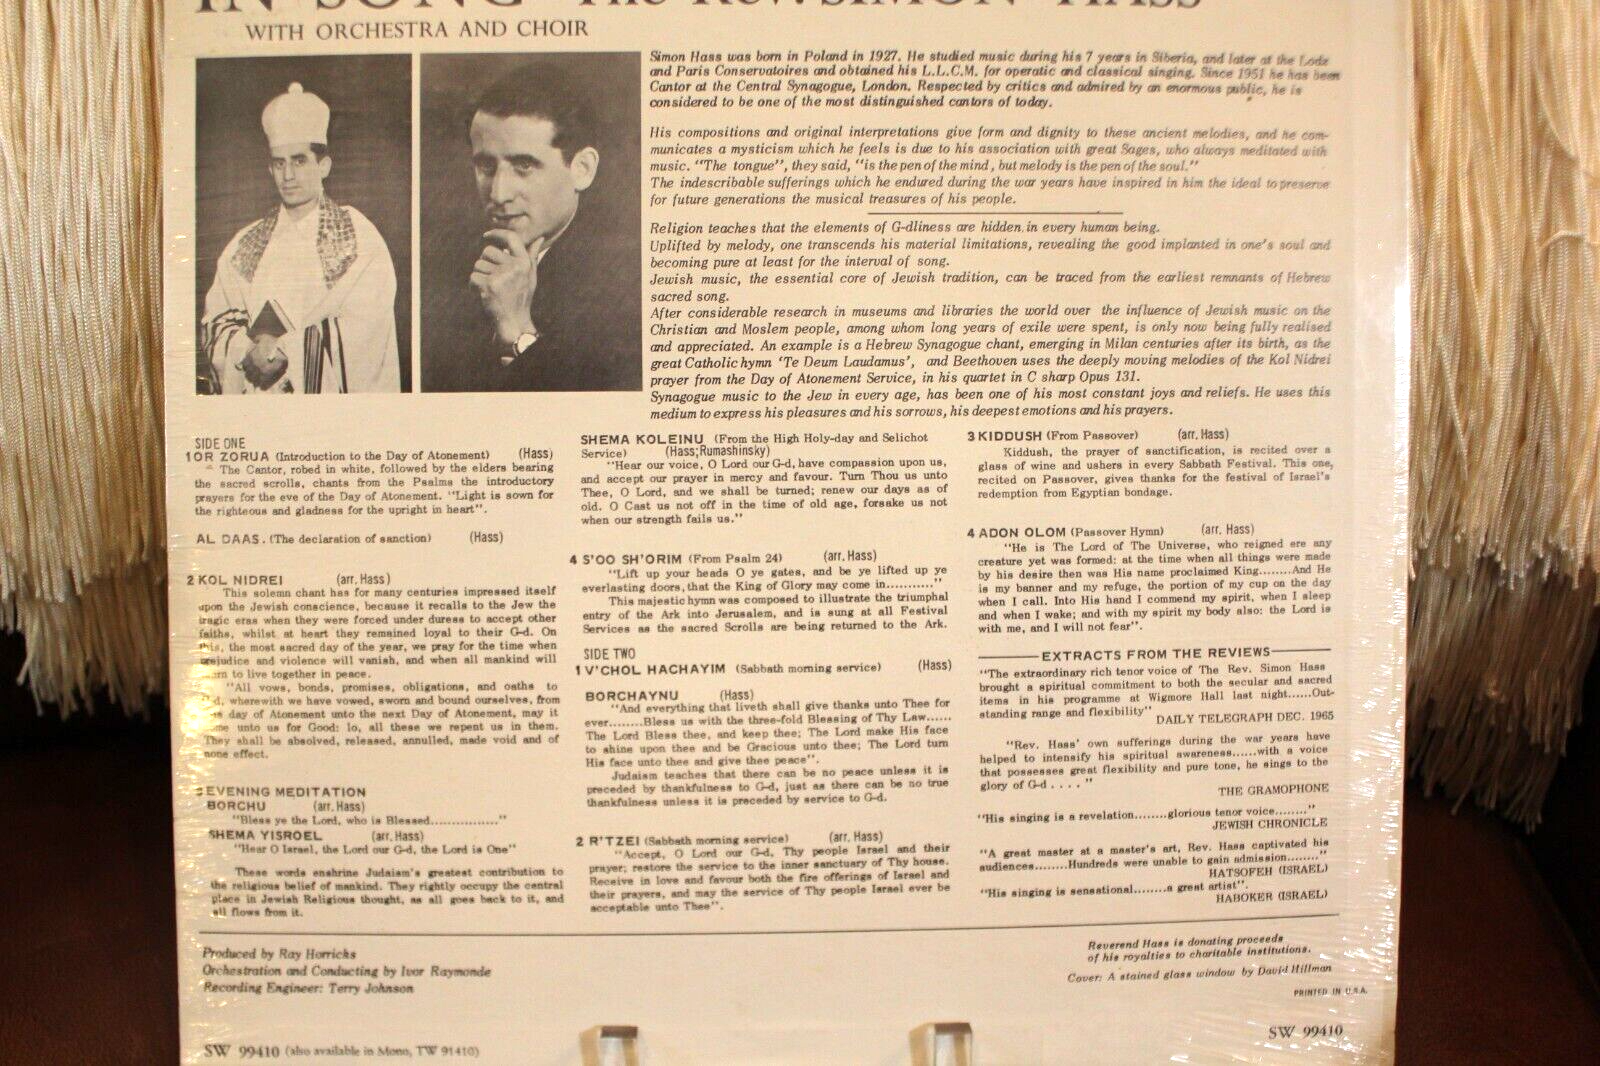 IN SONG The Rev. SIMON HASS
WITH ORCHESTRA AND CHOIR
Simon Hass was born in Poland in 1927. He studied music during his 7 years in Siberia, and later at the Lodz
and Paris Conservatoires and obtained his L.L.C.M. for operatic and classical singing. Since 1951 he has been
Cantor at the Central Synagogue, London. Respected by critics and admired by an enormous public, he is
considered to be one of the most distinguished cantors of today.
His compositions and original interpretations give form and dignity to these ancient melodies, and he com-
municates a mysticism which he feels is due to his association with great Sages, who always meditated with
music. "The tongue", they said, "is the pen of the mind, but melody is the pen of the soul."
The indescribable sufferings which he endured during the war years have inspired in him the ideal to preserve
for future generations the musical treasures of his people.
Religion teaches that the elements of G-dliness are hidden in every human being.
Uplifted by melody, one transcends his material limitations, revealing the good implanted in one's soul and
becoming pure at least for the interval of song.
Jewish music, the essential core of Jewish tradition, can be traced from the earliest remnants of Hebrew
sacred song.
After considerable research in museums and libraries the world over the influence of Jewish music on the
Christian and Moslem people, among whom long years of exile were spent, is only now being fully realised
and appreciated. An example is a Hebrew Synagogue chant, emerging in Milan centuries after its birth, as the
great Catholic hymn 'Te Deum Laudamus', and Beethoven uses the deeply moving melodies of the Kol Nidrei
prayer from the Day of Atonement Service, in his quartet in C sharp Opus 131.
Synagogue music to the Jew in every age, has been one of his most constant joys and reliefs. He uses this
medium to express his pleasures and his sorrows, his deepest emotions and his prayers.
SIDE ONE
1 OR ZORUA (Introduction to the Day of Atonement) (Hass)
The Cantor, robed in white, followed by the elders bearing
the sacred scrolls, chants from the Psalms the introductory
prayers for the eve of the Day of Atonement. "Light is sown for
the righteous and gladness for the upright in heart".
AL DAAS. (The declaration of sanction) (Hass)
2 KOL NIDREI (arr. Hass)
This solemn chant has for many centuries impressed itself
upon the Jewish conscience, because it recalls to the Jew the
tragic eras when they were forced under duress to accept other
faiths, whilst at heart they remained loyal to their G-d. On
this, the most sacred day of the year, we pray for the time when
prejudice and violence will vanish, and when all mankind will
to live together in peace.
"All vows, bonds, promises, obligations, and oaths to
wherewith we have vowed, sworn and bound ourselves, from
day of Atonement unto the next Day of Atonement, may it
unto us for Good: lo, all these we repent us in them.
They shall be absolved, released, annulled, made void and of
none effect.
3 EVENING MEDITATION
BORCHU (arr. Hass)
"Bless ye the Lord, who is Blessed..............."
SHEMA YISROEL (arr. Hass)
"Hear O Israel, the Lord our G-d, the Lord is One"
These words enshrine Judaism's greatest contribution to
the religious belief of mankind. They rightly occupy the central
place in Jewish Religious thought, as all goes back to it, and
all flows from it.
SHEMA KOLEINU (From the High Holy-day and Selichot
Service) (Hass; Rumashinsky)
"Hear our voice, O Lord our G-d, have compassion upon us,
and accept our prayer in mercy and favour. Turn Thou us unto
Thee, O Lord, and we shall be turned; renew our days as of
old. O Cast us not off in the time of old age, forsake us not
when our strength fails us."
4 S'OO SH'ORIM (From Psalm 24) (arr. Hass)
"Lift up your heads O ye gates, and be ye lifted up ye
everlasting doors, that the King of Glory may come in..........."
This majestic hymn was composed to illustrate the triumphal
entry of the Ark into Jerusalem, and is sung at all Festival
Services as the sacred Scrolls are being returned to the Ark.
SIDE TWO
1 V'CHOL HACHAYIM (Sabbath morning service) (Hass)
BORCHAYNU (Hass)
"And everything that liveth shall give thanks unto Thee for
ever........Bless us with the three-fold Blessing of Thy Law......
The Lord Bless thee, and keep thee; The Lord make His face
to shine upon thee and be Gracious unto thee; The Lord turn
His face unto thee and give thee peace".
Judaism teaches that there can be no peace unless it is
preceded by thankfulness to G-d, just as there can be no true
thankfulness unless it is preceded by service to G-d.
2 R'TZEI (Sabbath morning service) (arr. Hass)
"Accept, O Lord our G-d, Thy people Israel and their
prayer; restore the service to the inner sanctuary of Thy house.
Receive in love and favour both the fire offerings of Israel and
their prayers, and may the service of Thy people Israel ever be
acceptable unto Thee".
3 KIDDUSH (From Passover) (arr. Hass)
Kiddush, the prayer of sanctification, is recited over a
glass of wine and ushers in every Sabbath Festival. This one,
recited on Passover, gives thanks for the festival of Israel's
redemption from Egyptian bondage.
4 ADON OLOM (Passover Hymn) (arr. Hass)
"He is The Lord of The Universe, who reigned ere any
creature yet was formed: at the time when all things were made
by his desire then was His name proclaimed King........And He
is my banner and my refuge, the portion of my cup on the day
when I call. Into His hand I commend my spirit, when I sleep
and when I wake; and with my spirit my body also: the Lord is
with me, and I will not fear".
EXTRACTS FROM THE REVIEWS
"The extraordinary rich tenor voice of The Rev. Simon Hass
brought a spiritual commitment to both the secular and sacred
items in his programme at Wigmore Hall last night......Out-
standing range and flexibility"
DAILY TELEGRAPH DEC. 1965
"Rev. Hass' own sufferings during the war years have
helped to intensify his spiritual awareness......with a voice
that possesses great flexibility and pure tone, he sings to the
glory of G-d . . . ."
THE GRAMOPHONE
"His singing is a revelation........glorious tenor voice........"
JEWISH CHRONICLE
"A great master at a master's art, Rev. Hass captivated his
audiences........Hundreds were unable to gain admission........"
HATSOFEH (ISRAEL)
"His singing is sensational........a great artist".
HABOKER (ISRAEL)
Produced by Ray Horricks
Orchestration and Conducting by Ivor Raymonde
Recording Engineer: Terry Johnson
Reverend Hass is donating proceeds
of his royalties to charitable institutions.
Cover: A stained glass window by David Hillman
PRINTED IN U.S.A.
SW 99410
SW 99410 (also available in Mono, TW 91410)